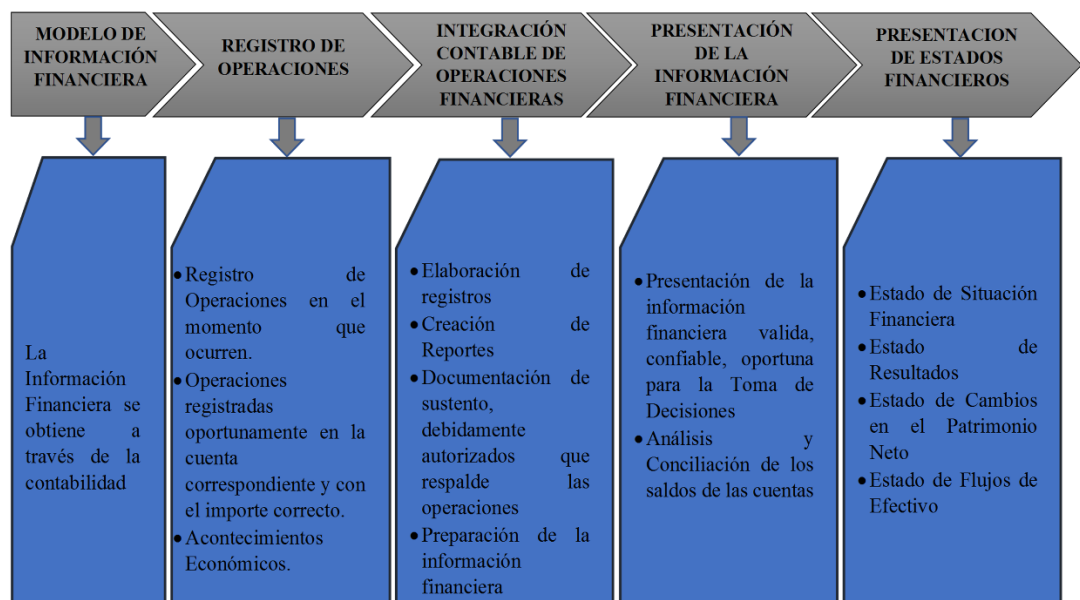 MODELO DE
INFORMACIÓN
FINANCIERA
REGISTRO DE
OPERACIONES
INTEGRACIÓN
CONTABLE DE
OPERACIONES
FINANCIERAS
PRESENTACIÓN
DE LA
INFORMACIÓN
FINANCIERA
PRESENTACION
DE ESTADOS
FINANCIEROS
La
Información
Financiera se
obtiene a
través de la
contabilidad
• Registro de
Operaciones en el
momento que
ocurren.
• Operaciones
registradas
oportunamente en la
cuenta
correspondiente y con
el importe correcto.
• Acontecimientos
Económicos.
• Elaboración de
registros
• Creación de
Reportes
• Documentación de
sustento,
debidamente
autorizados que
respalde las
operaciones
• Preparación de la
información
financiera
• Presentación de la
información
financiera valida,
confiable, oportuna
para la Toma de
Decisiones
• Análisis y
Conciliación de los
saldos de las cuentas
• Estado de Situación
Financiera
• Estado de
Resultados
• Estado de Cambios
en el Patrimonio
Neto
• Estado de Flujos de
Efectivo